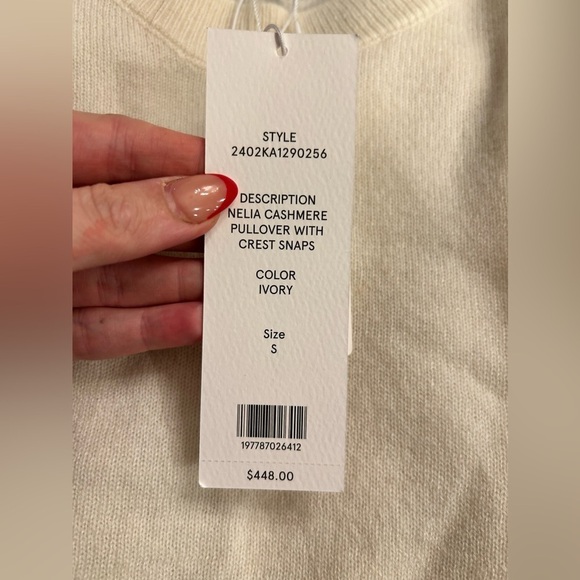 STYLE
2402KA1290256
DESCRIPTION
NELIA CASHMERE
PULLOVER WITH
CREST SNAPS
COLOR
IVORY
Size
S
197787026412
$448.00